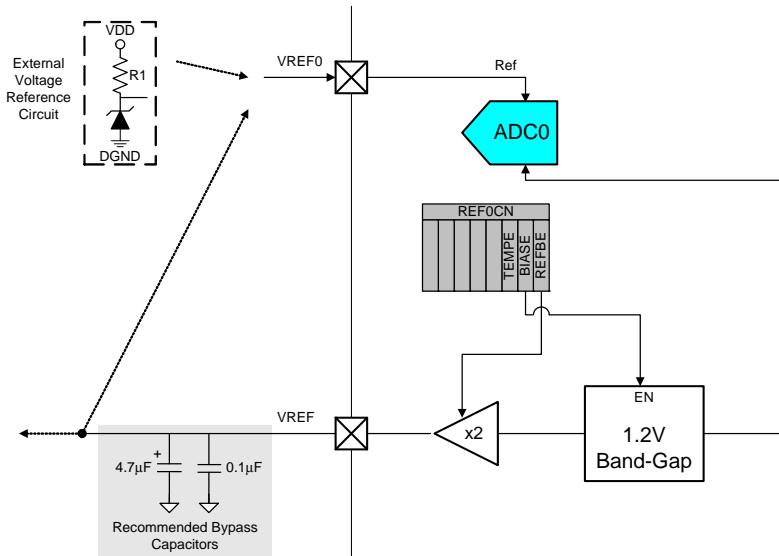 VDD
R1
DGND
External
Voltage
Reference
Circuit
VREF0
Ref
ADC0
REF0CN
TEMPE
BIASE
REFBE
EN
1.2V
Band-Gap
x2
VREF
4.7μF
+
0.1μF
Recommended Bypass
Capacitors